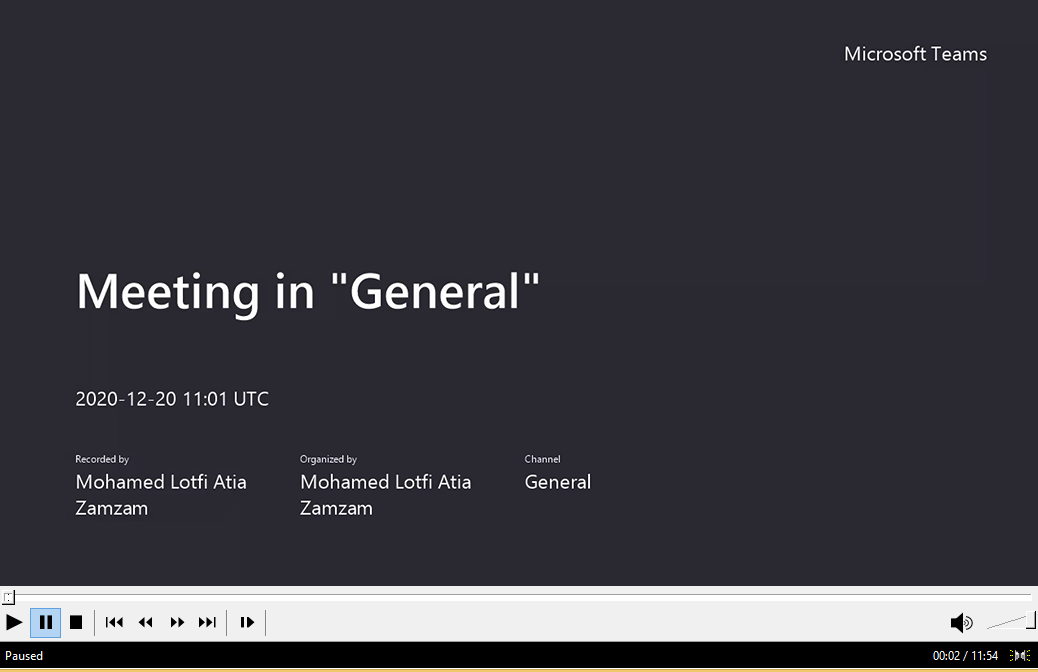 Microsoft Teams
Meeting in "General"
2020-12-20 11:01 UTC
Recorded by
Mohamed Lotfi Atia
Zamzam
Organized by
Mohamed Lotfi Atia
Zamzam
Channel
General
Paused
00:02 / 11:54